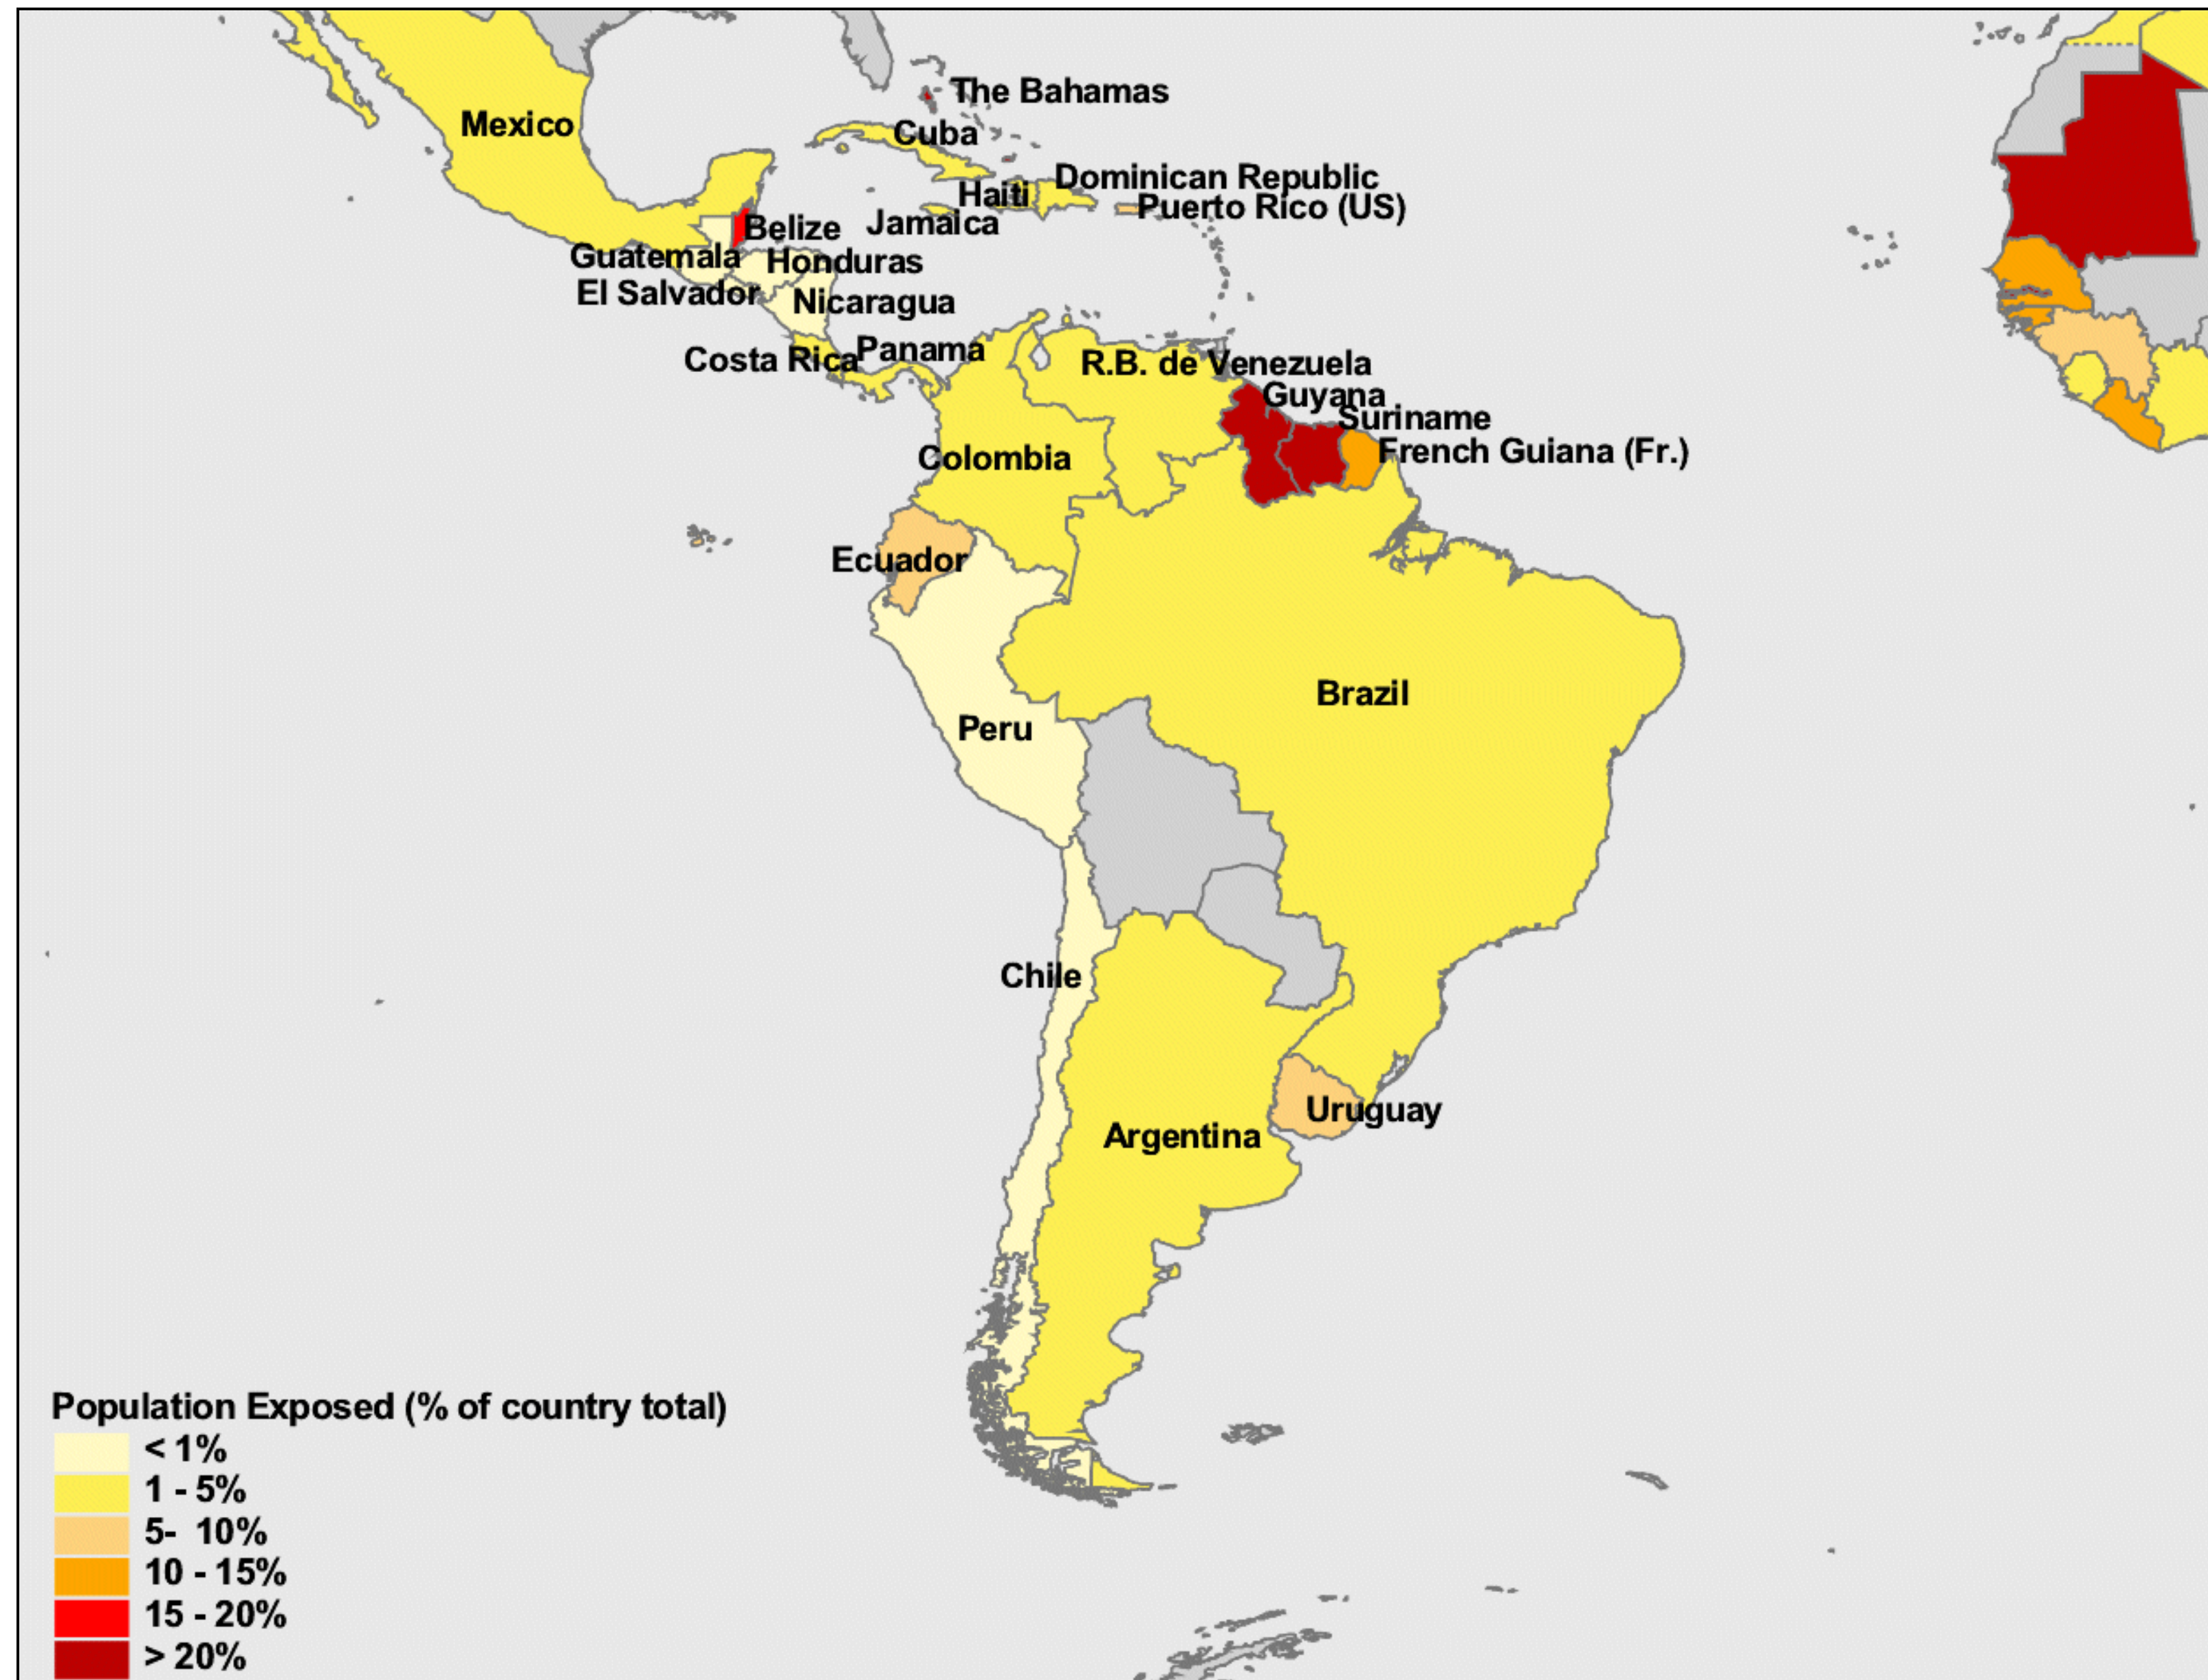 The Bahamas
Mexico
Cuba
Dominican Republic
Haiti
Puerto Rico (US)
Belize
Jamaica
Guatemala
Honduras
El Salvador
Nicaragua
Panama
Costa Rica
R.B. de Venezuela
Guyana
Suriname
French Guiana (Fr.)
Colombia
Ecuador
Brazil
Peru
Chile
Uruguay
Argentina
Population Exposed (% of country total)
< 1%
1 - 5%
5-  10%
10 - 15%
15 - 20%
> 20%